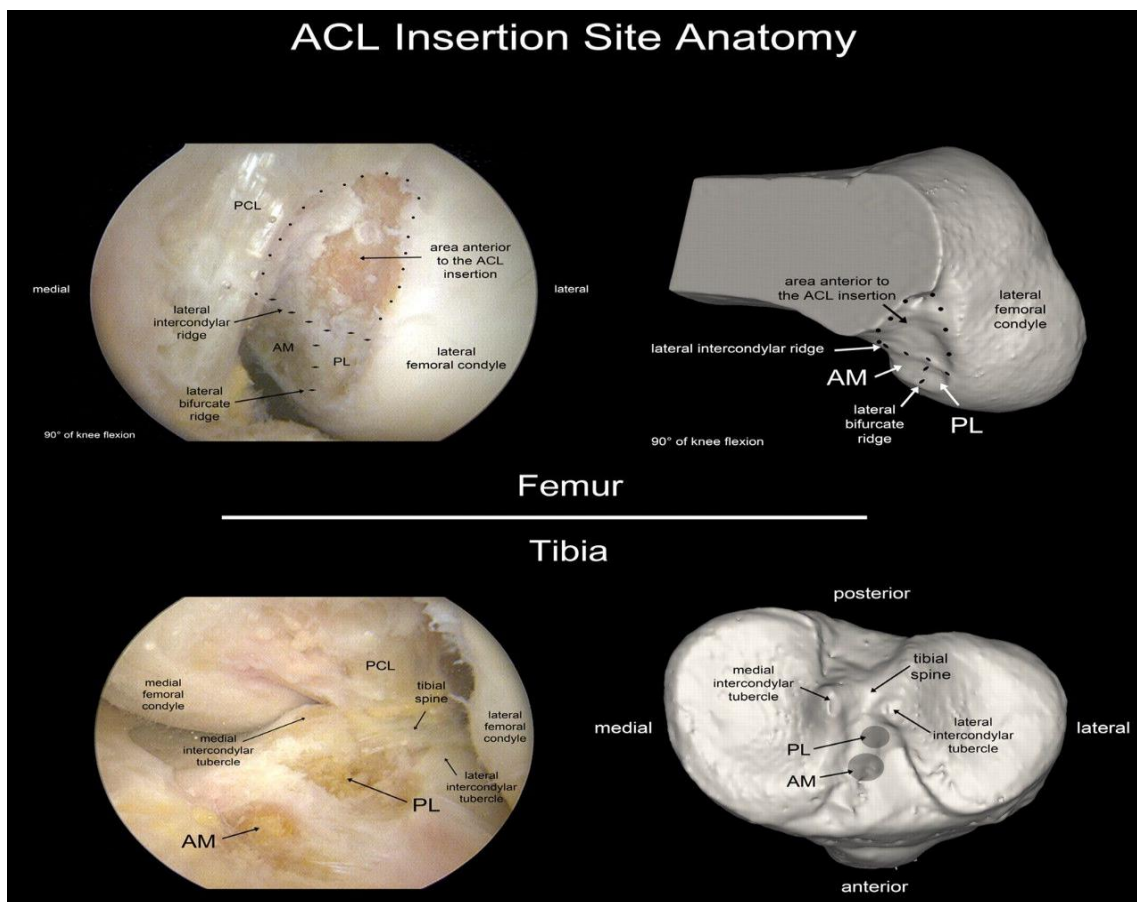 ACL Insertion Site Anatomy
PCL
area anterior
to the ACL
insertion
medial
lateral
lateral
intercondylar
ridge
AM
PL
lateral
femoral condyle
lateral
bifurcate
ridge
90° of knee flexion
area anterior to
the ACL insertion
lateral
femoral
condyle
lateral intercondylar ridge
AM
lateral
bifurcate
ridge
PL
90° of knee flexion
Femur
Tibia
PCL
medial
femoral
condyle
tibial
spine
lateral
femoral
condyle
medial
intercondylar
tubercle
lateral
intercondylar
tubercle
PL
AM
posterior
medial
intercondylar
tubercle
tibial
spine
medial
lateral
lateral
intercondylar
tubercle
PL
AM
anterior